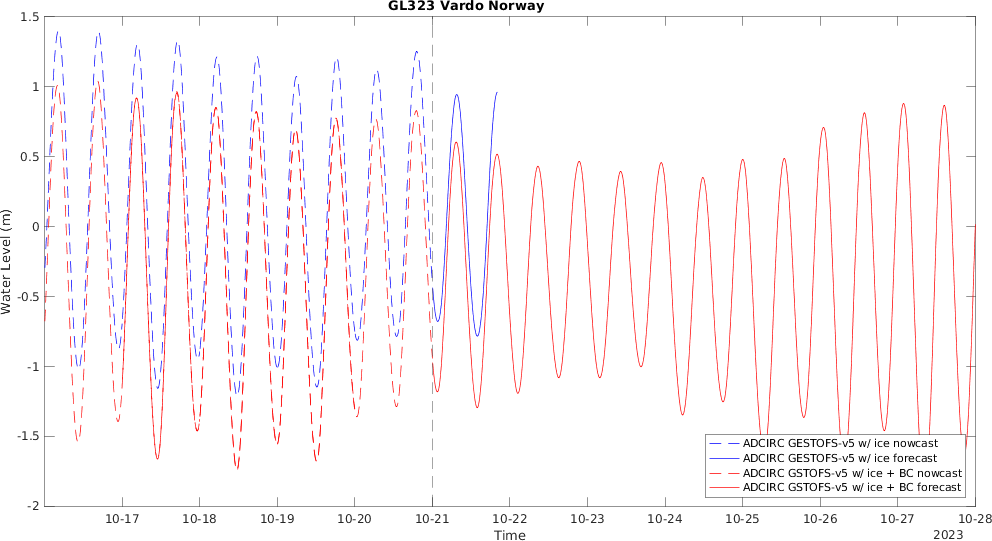 GL323 Vardo Norway
1.5
1
0.5
0
-0.5
-1
-1.5
-2
Water Level (m)
10-17 10-18 10-19 10-20 10-21 10-22 10-23 10-24 10-25 10-26 10-27 10-28
Time
2023
ADCIRC GESTOFS-v5 w/ ice nowcast
ADCIRC GESTOFS-v5 w/ ice forecast
ADCIRC GSTOFS-v5 w/ ice + BC nowcast
ADCIRC GSTOFS-v5 w/ ice + BC forecast